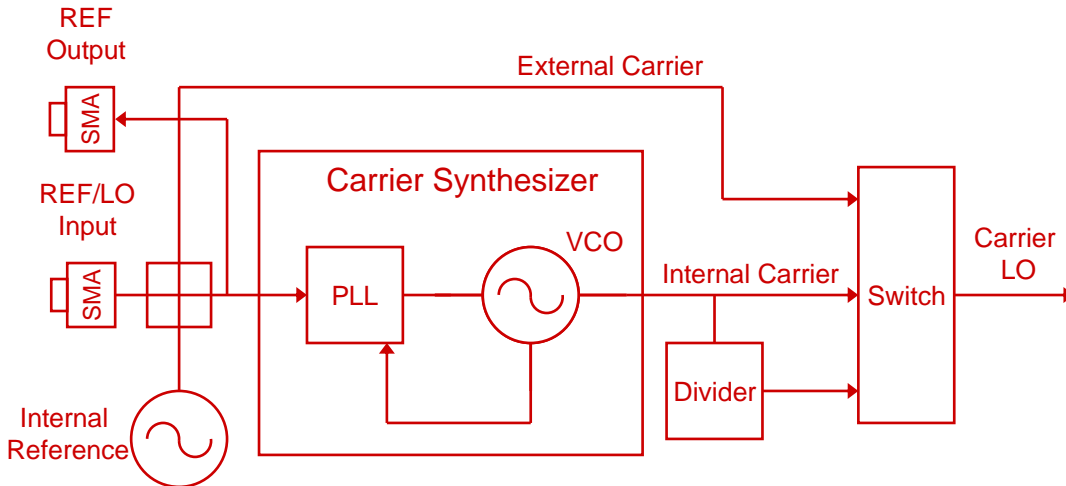 REF
Output
SMA
External Carrier
REF/LO
Input
SMA
Carrier Synthesizer
PLL
VCO
Internal Carrier
Divider
Switch
Carrier
LO
Internal
Reference